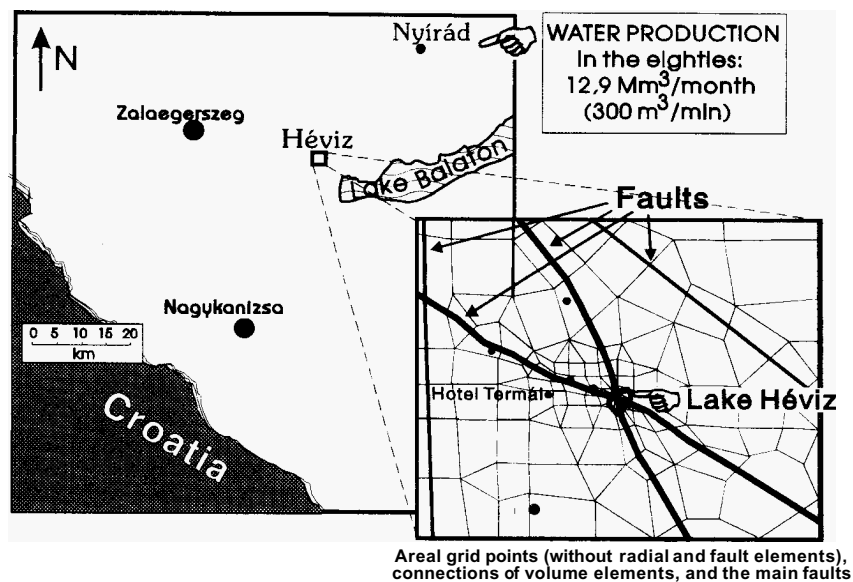 N
Nyírád
WATER PRODUCTION
In the eighties:
12,9 Mm³/month
(300 m³/min)
Zalaegerszeg
Héviz
Lake Balaton
Faults
Nagykanizsa
0 5 10 15 20
km
Hotel Termál
Lake Héviz
Croatia
Areal grid points (without radial and fault elements),
connections of volume elements, and the main faults